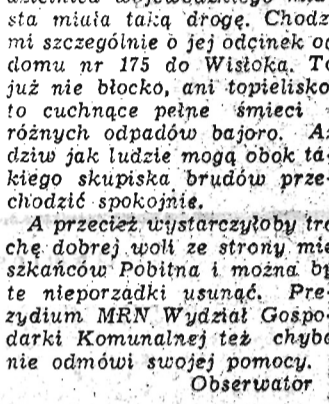 sta miała taką drogę. Chodz
mi szczególnie o jej odcinek od
domu nr 175 do Wisłoka. To
już nie błocko, ani topielisko
to cuchnące pełne śmieci
różnych odpadów bajoro. Aż
dziw jak ludzie mogą obok ta-
kiego skupiska brudów prze-
chodzić spokojnie.
A przecież wystarczyłoby tro
chę dobrej woli ze strony mie
szkańców Pobitna i można by
te nieporządki usunąć. Pre-
zydium MRN Wydział Gospo-
darki Komunalnej też chyba
nie odmówi swojej pomocy.
Obserwator